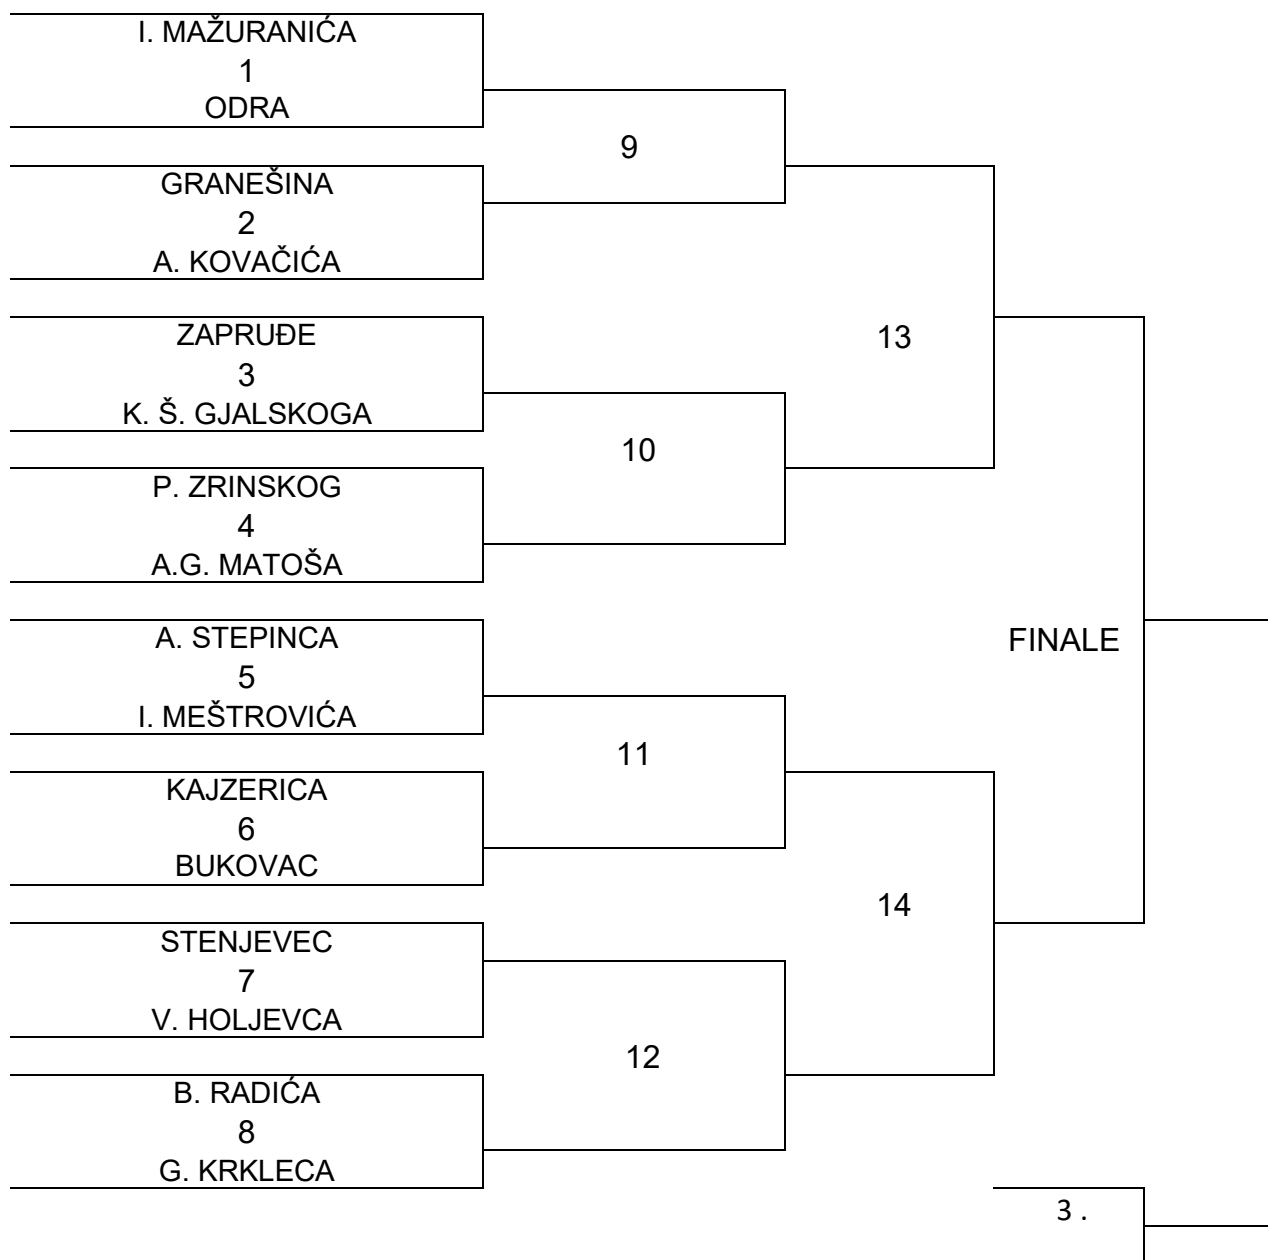 I. MAŽURANIĆA
1
ODRA
9
GRANEŠINA
2
A. KOVAČIĆA
ZAPRUĐE
3
K. Š. GJALSKOGA
13
10
P. ZRINSKOG
4
A.G. MATOŠA
A. STEPINCA
5
I. MEŠTROVIĆA
FINALE
11
KAJZERICA
6
BUKOVAC
14
STENJEVEC
7
V. HOLJEVCA
12
B. RADIĆA
8
G. KRKLECA
3 .